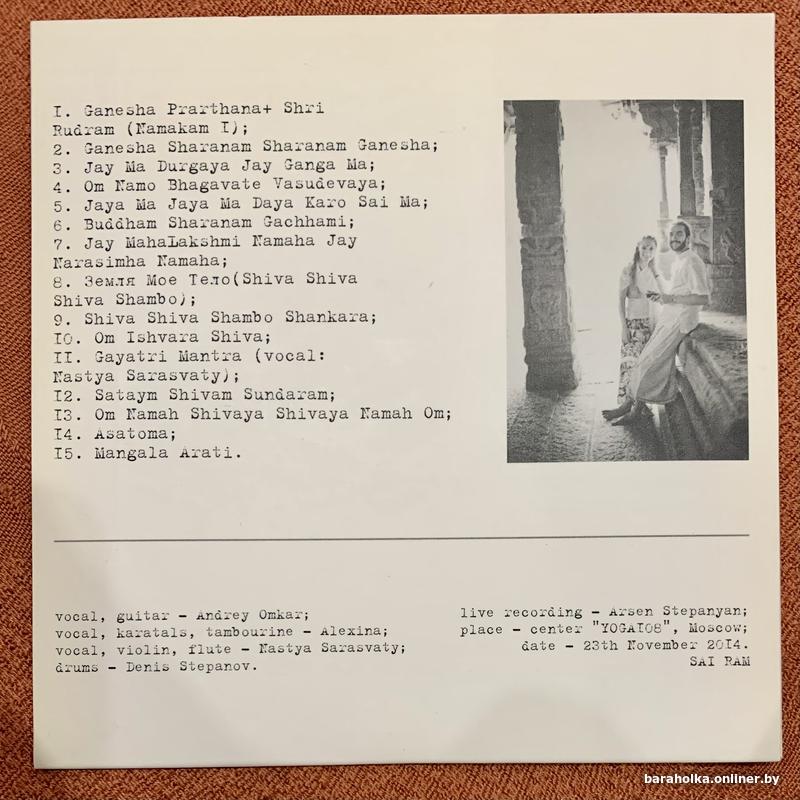 I. Ganesha Prarthana+ Shri
Rudram (Namakam I);
2. Ganesha Sharanam Sharanam Ganesha;
3. Jay Ma Durgaya Jay Ganga Ma;
4. Om Namo Bhagavate Vasudevaya;
5. Jaya Ma Jaya Ma Daya Karo Sai Ma;
6. Buddham Sharanam Gachhami;
7. Jay MahaLakshmi Namaha Jay
Narasimha Namaha;
8. Земля Мое Тело(Shiva Shiva
Shiva Shambo);
9. Shiva Shiva Shambo Shankara;
IO. Om Ishvara Shiva;
II. Gayatri Mantra (vocal:
Nastya Sarasvaty);
I2. Sataym Shivam Sundaram;
I3. Om Namah Shivaya Shivaya Namah Om;
I4. Asatoma;
I5. Mangala Arati.
vocal, guitar – Andrey Omkar;
vocal, karatals, tambourine – Alexina;
vocal, violin, flute – Nastya Sarasvaty;
drums – Denis Stepanov.
live recording – Arsen Stepanyan;
place – center "YOGAIO8", Moscow;
date – 23th November 20I4.
SAI RAM
baraholka.onliner.by